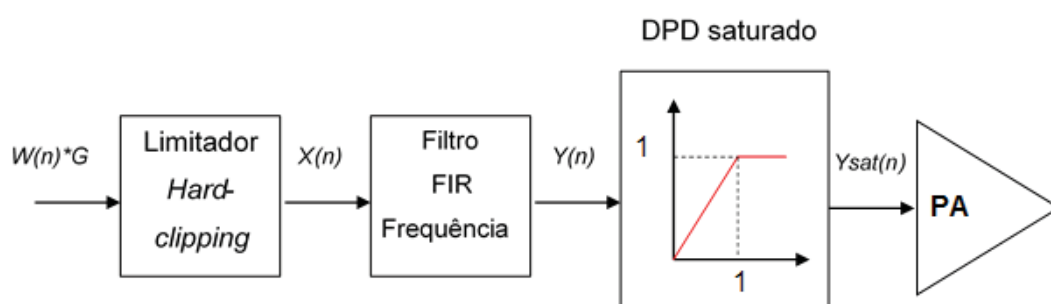 DPD saturado
W(n)*G
Limitador
Hard-
clipping
X(n)
Filtro
FIR
Frequência
Y(n)
1
1
Ysat(n)
PA